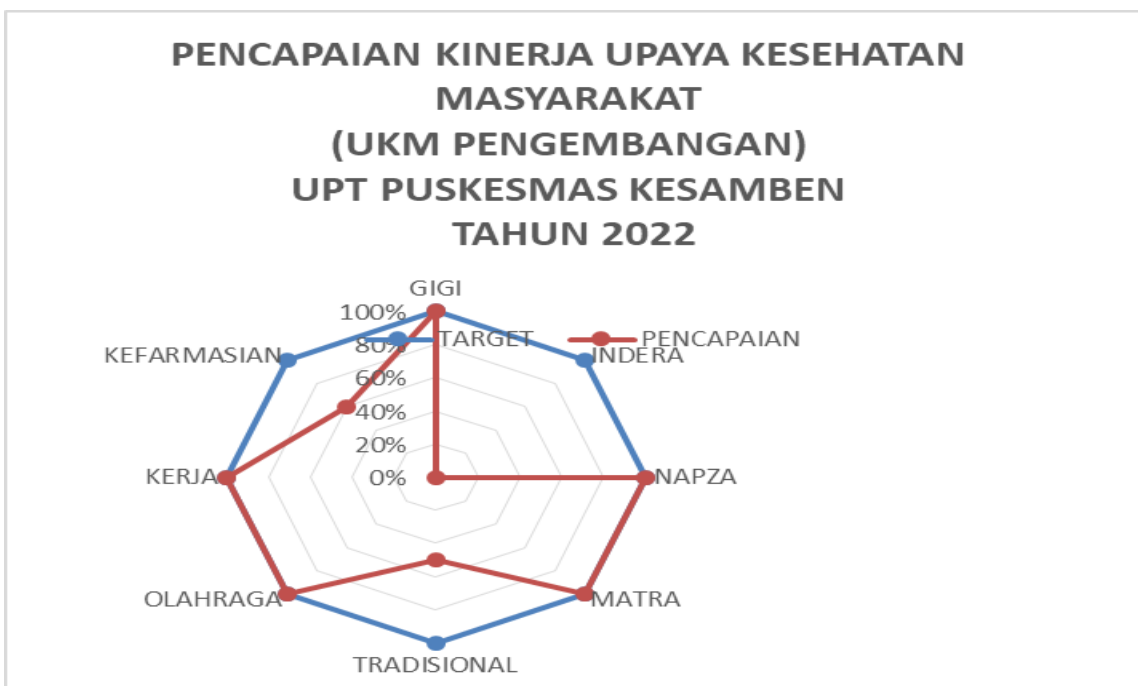 PENCAPAIAN KINERJA UPAYA KESEHATAN
MASYARAKAT
(UKM PENGEMBANGAN)
UPT PUSKESMAS KESAMBEN
TAHUN 2022
GIGI
100%
TARGET
PENCAPAIAN
80%
KEFARMASIAN
INDERA
60%
40%
20%
KERJA
0%
NAPZA
OLAHRAGA
MATRA
TRADISIONAL